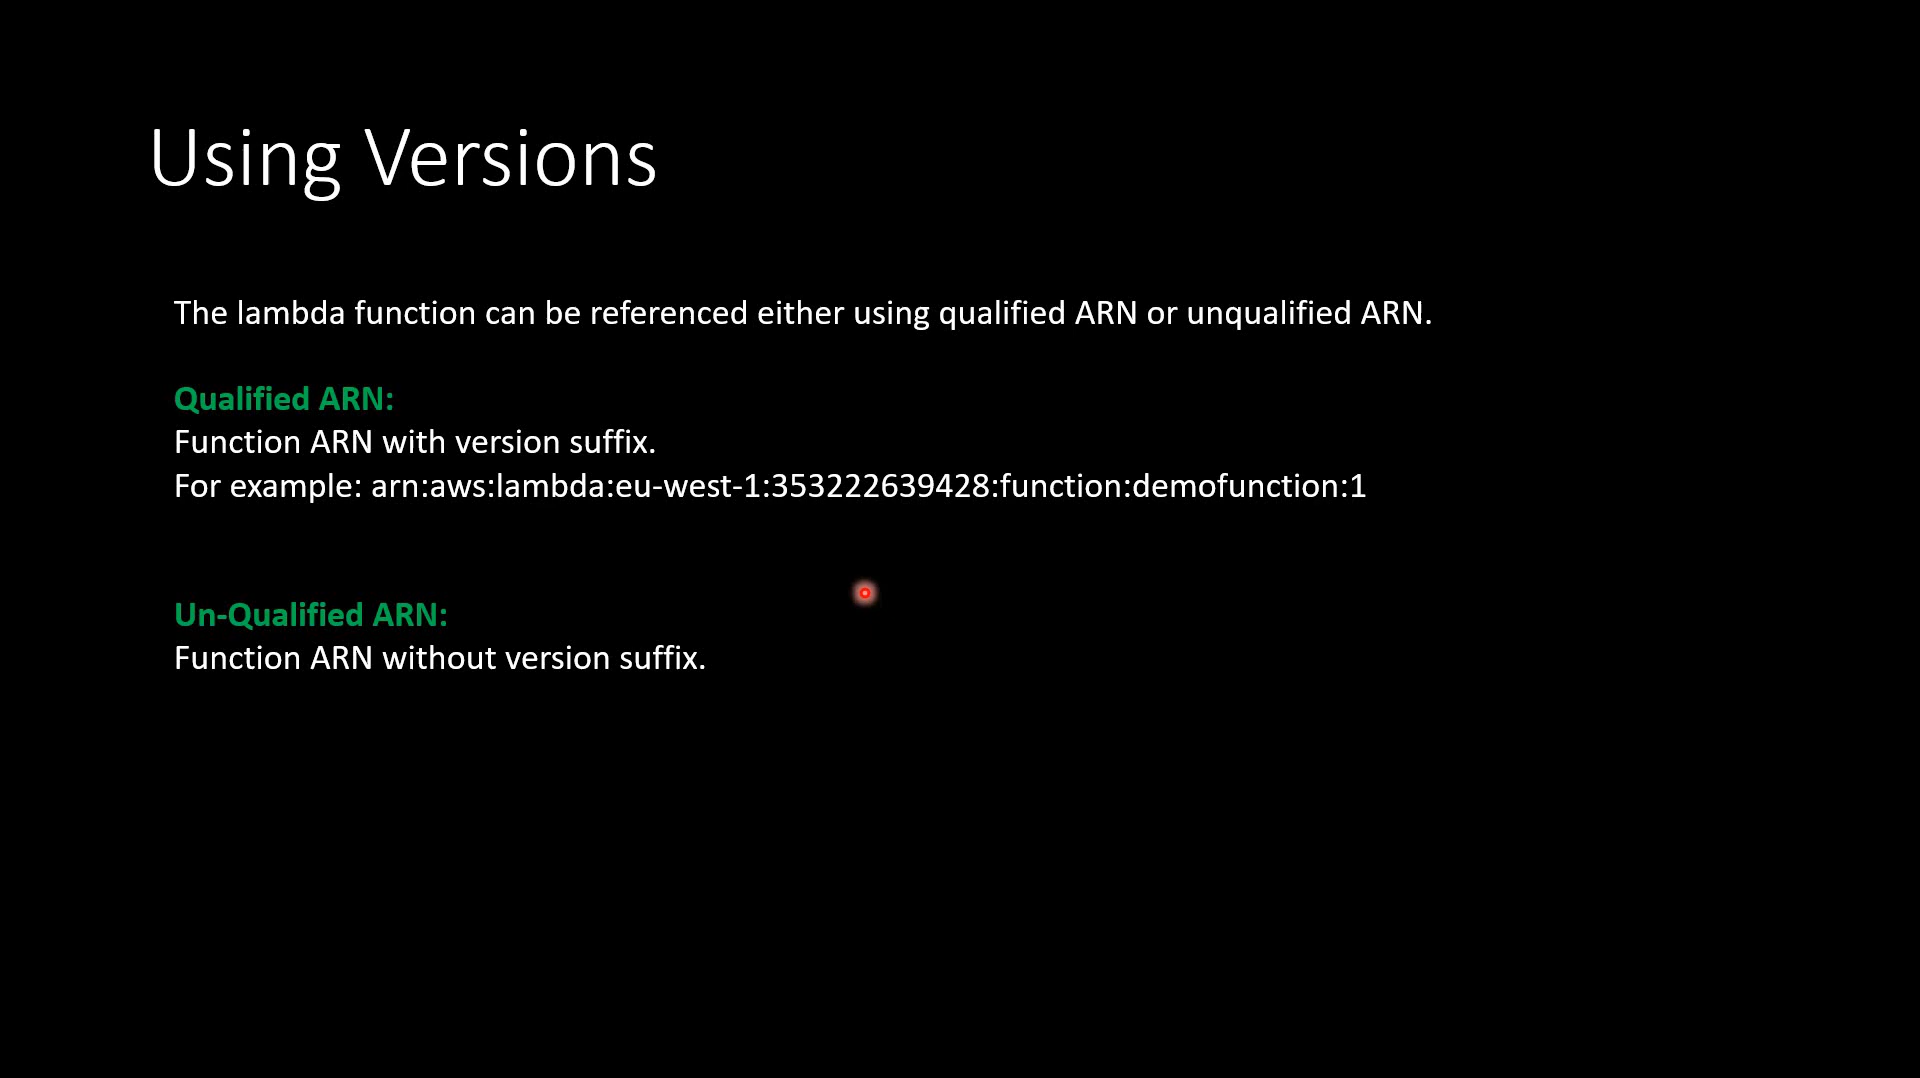 Using Versions
The lambda function can be referenced either using qualified ARN or unqualified ARN.
Qualified ARN:
Function ARN with version suffix.
For example: arn:aws:lambda:eu-west-1:353222639428:function:demofunction:1
Un-Qualified ARN:
Function ARN without version suffix.